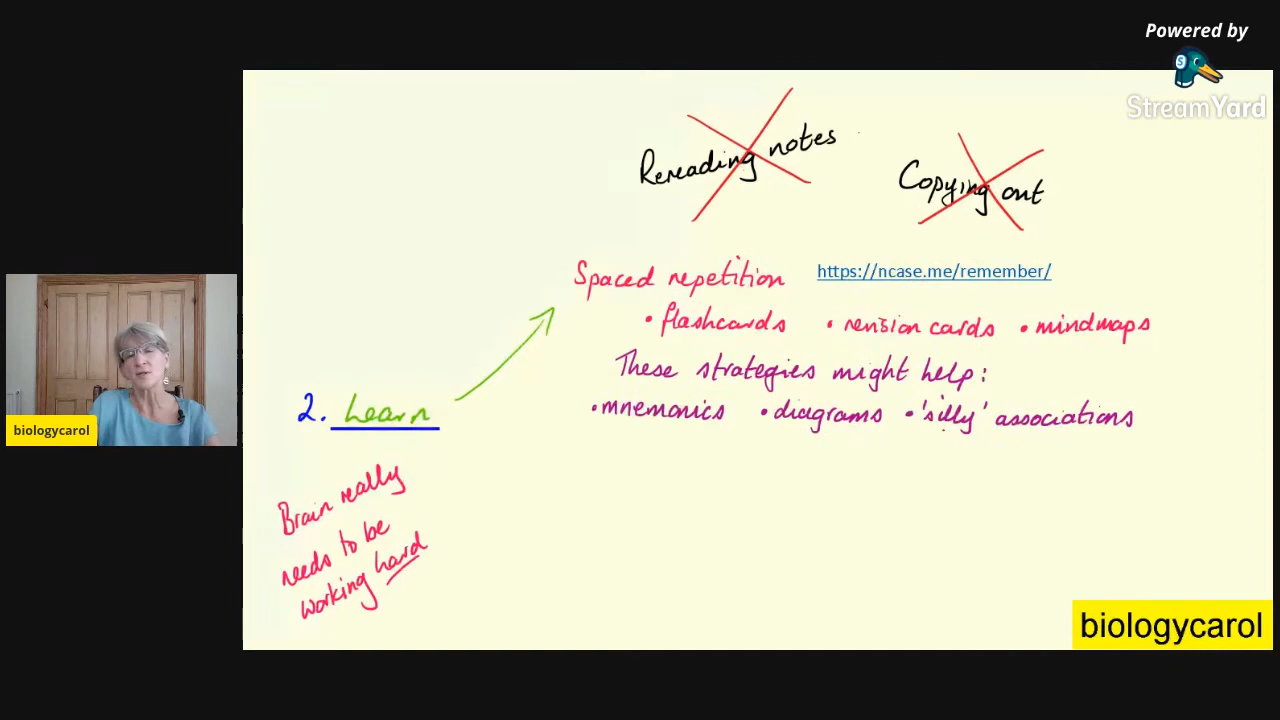 Powered by
StreamYard
Rereading notes
Copying out
Spaced repetition https://ncase.me/remember/
• flashcards • revision cards • mindmaps
These strategies might help:
• mnemonics • diagrams • 'silly' associations
2. Learn
Brain really
needs to be
working hard
biologycarol
biologycarol